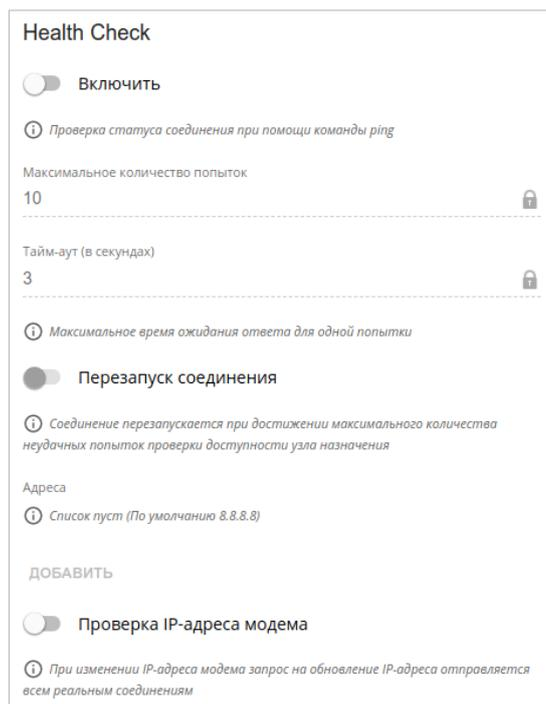 Health Check
Включить
Проверка статуса соединения при помощи команды ping
Максимальное количество попыток
10
Тайм-аут (в секундах)
3
Максимальное время ожидания ответа для одной попытки
Перезапуск соединения
Соединение перезапускается при достижении максимального количества
неудачных попыток проверки доступности узла назначения
Адреса
Список пуст (По умолчанию 8.8.8.8)
ДОБАВИТЬ
Проверка IP-адреса модема
При изменении IP-адреса модема запрос на обновление IP-адреса отправляется
всем реальным соединениям